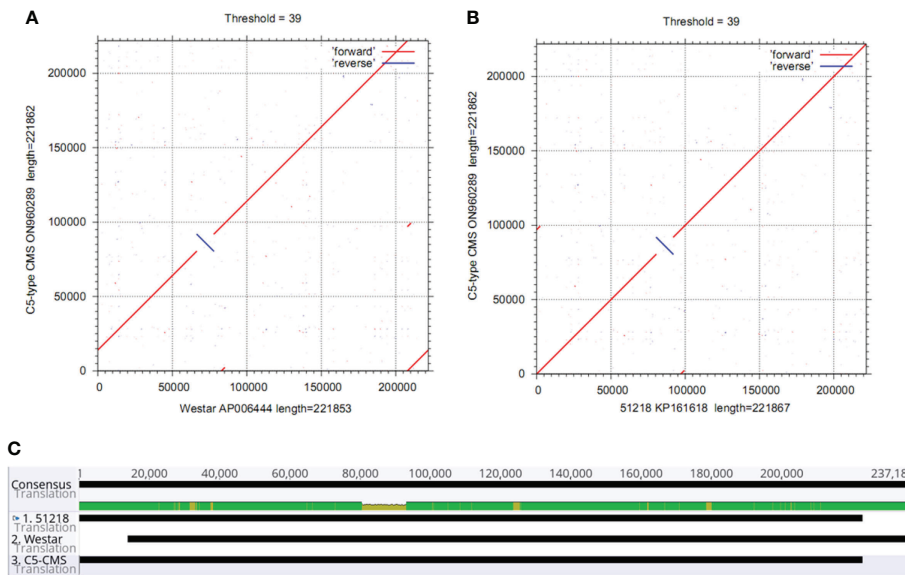 A
Threshold = 39
'forward'
'reverse'
200000
150000
100000
50000
0
0 50000 100000 150000 200000
C5-type CMS ON960289 length=221862
Westar AP006444 length=221853
B
Threshold = 39
'forward'
'reverse'
200000
150000
100000
50000
0
0 50000 100000 150000 200000
C5-type CMS ON960289 length=221862
51218 KP161618 length=221867
C
1 20,000 40,000 60,000 80,000 100,000 120,000 140,000 160,000 180,000 200,000 237,18
Consensus
Translation
1. 51218
Translation
2. Westar
Translation
3. C5-CMS
Translation